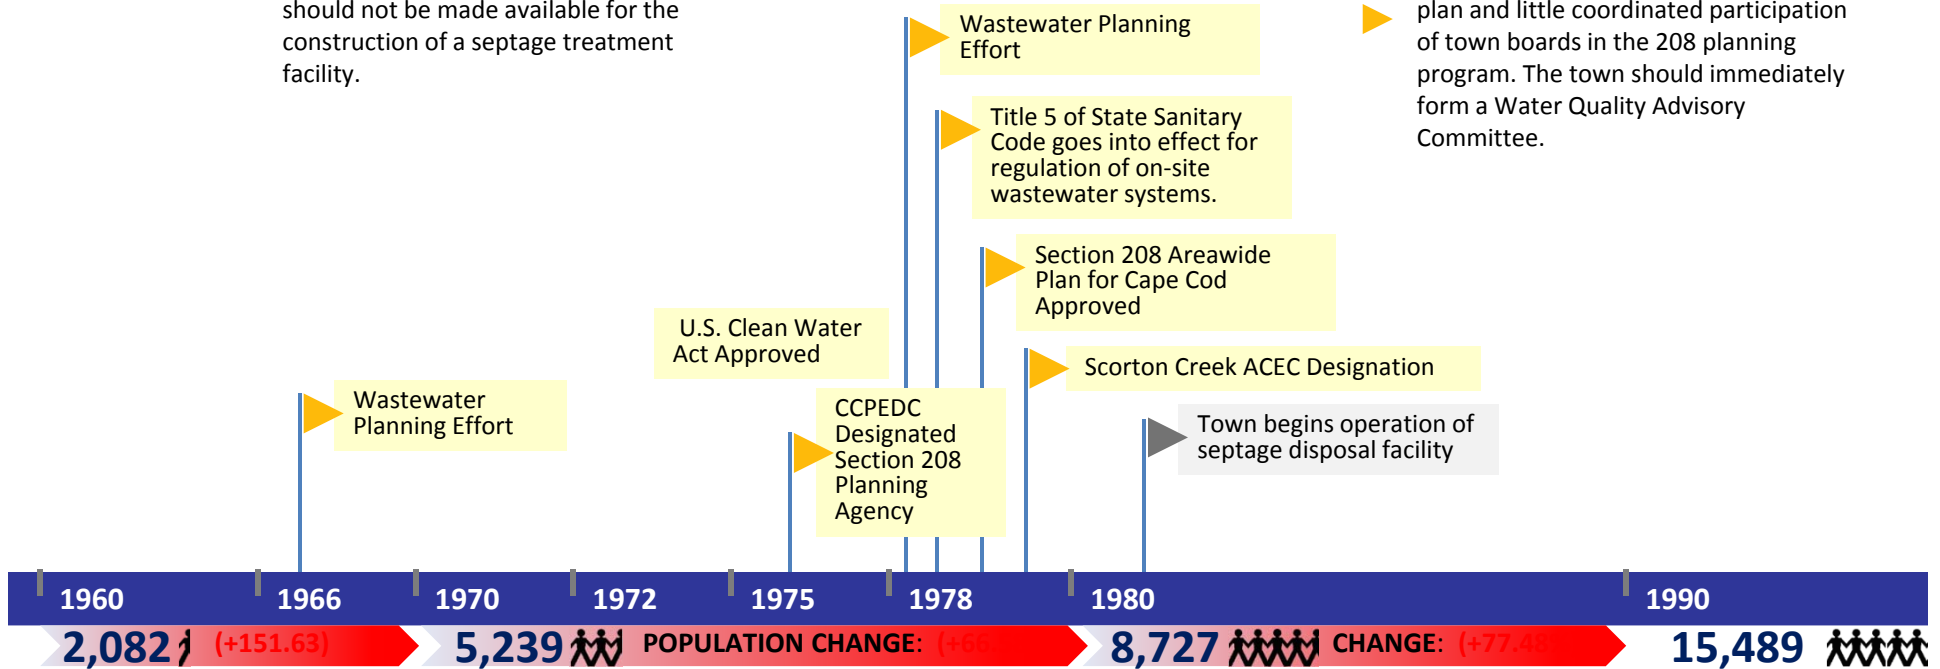 should not be made available for the
construction of a septage treatment
facility.
Wastewater Planning
Effort
plan and little coordinated participation
of town boards in the 208 planning
program. The town should immediately
form a Water Quality Advisory
Committee.
Title 5 of State Sanitary
Code goes into effect for
regulation of on-site
wastewater systems.
Section 208 Areawide
Plan for Cape Cod
Approved
U.S. Clean Water
Act Approved
Scorton Creek ACEC Designation
Wastewater
Planning Effort
CCPEDC
Designated
Section 208
Planning
Agency
Town begins operation of
septage disposal facility
1960 1966 1970 1972 1975 1978 1980 1990
2,082 (+151.63) 5,239 POPULATION CHANGE: 8,727 CHANGE: 15,489